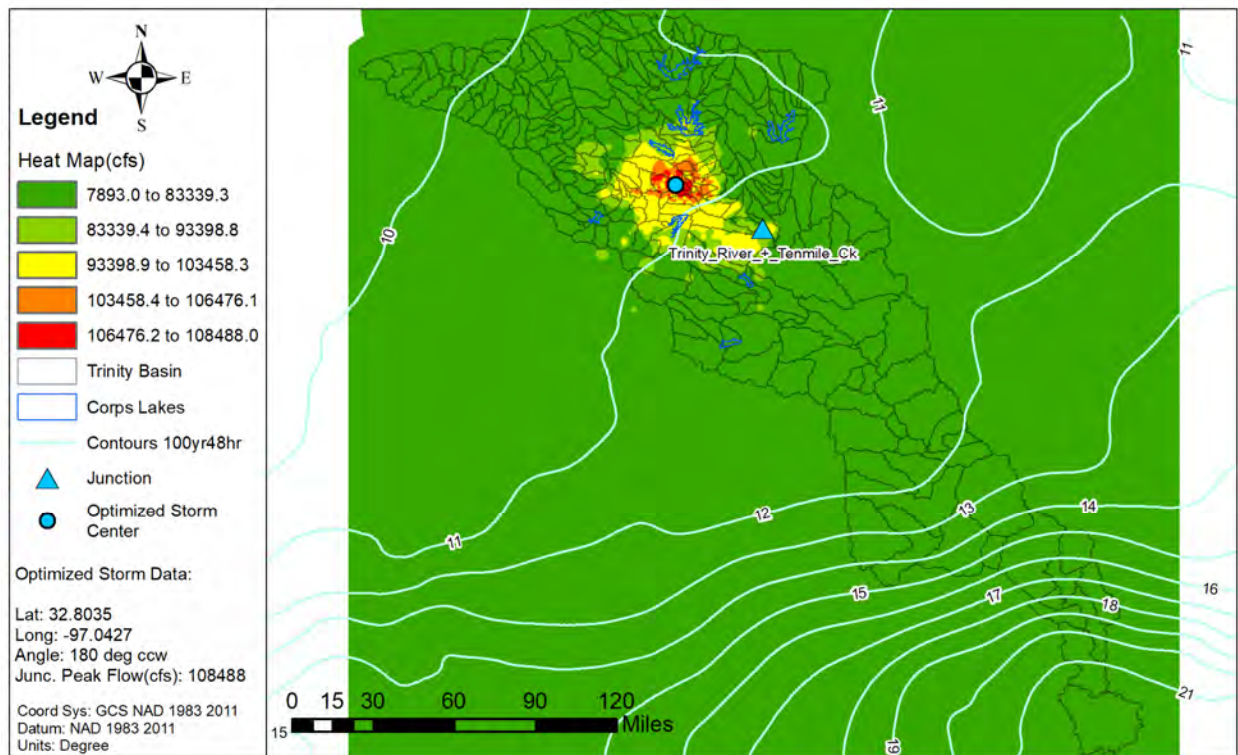 N
W E
S
Legend
Heat Map(cfs)
7893.0 to 83339.3
83339.4 to 93398.8
93398.9 to 103458.3
103458.4 to 106476.1
106476.2 to 108488.0
Trinity Basin
Corps Lakes
Contours 100yr48hr
Junction
Optimized Storm
Center
Optimized Storm Data:
Lat: 32.8035
Long: -97.0427
Angle: 180 deg ccw
Junc. Peak Flow(cfs): 108488
Coord Sys: GCS NAD 1983 2011
Datum: NAD 1983 2011
Units: Degree
11
11
10
Trinity_River_+_Tenmile_Ck
11
12
13
14
15
16
17
18
19
21
15
0 15 30 60 90 120
Miles